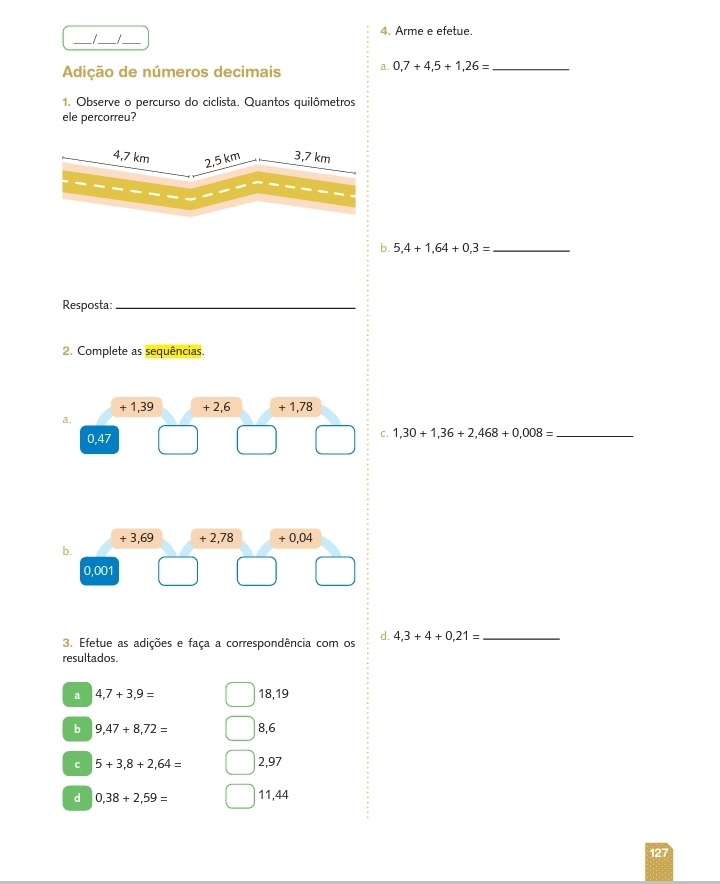 ___/___/___
Adição de números decimais
1. Observe o percurso do ciclista. Quantos quilômetros
ele percorreu?
4,7 km
2,5 km
3,7 km
Resposta: ____________________
2. Complete as sequências.
a.
+ 1,39
+ 2,6
+ 1,78
0,47
b.
+ 3,69
+ 2,78
+ 0,04
0,001
3. Efetue as adições e faça a correspondência com os
resultados.
a 4,7 + 3,9 =
18,19
b 9,47 + 8,72 =
8,6
c 5 + 3,8 + 2,64 =
2,97
d 0,38 + 2,59 =
11,44
4. Arme e efetue.
a. 0,7 + 4,5 + 1,26 = __________
b. 5,4 + 1,64 + 0,3 = __________
c. 1,30 + 1,36 + 2,468 + 0,008 = __________
d. 4,3 + 4 + 0,21 = __________
127